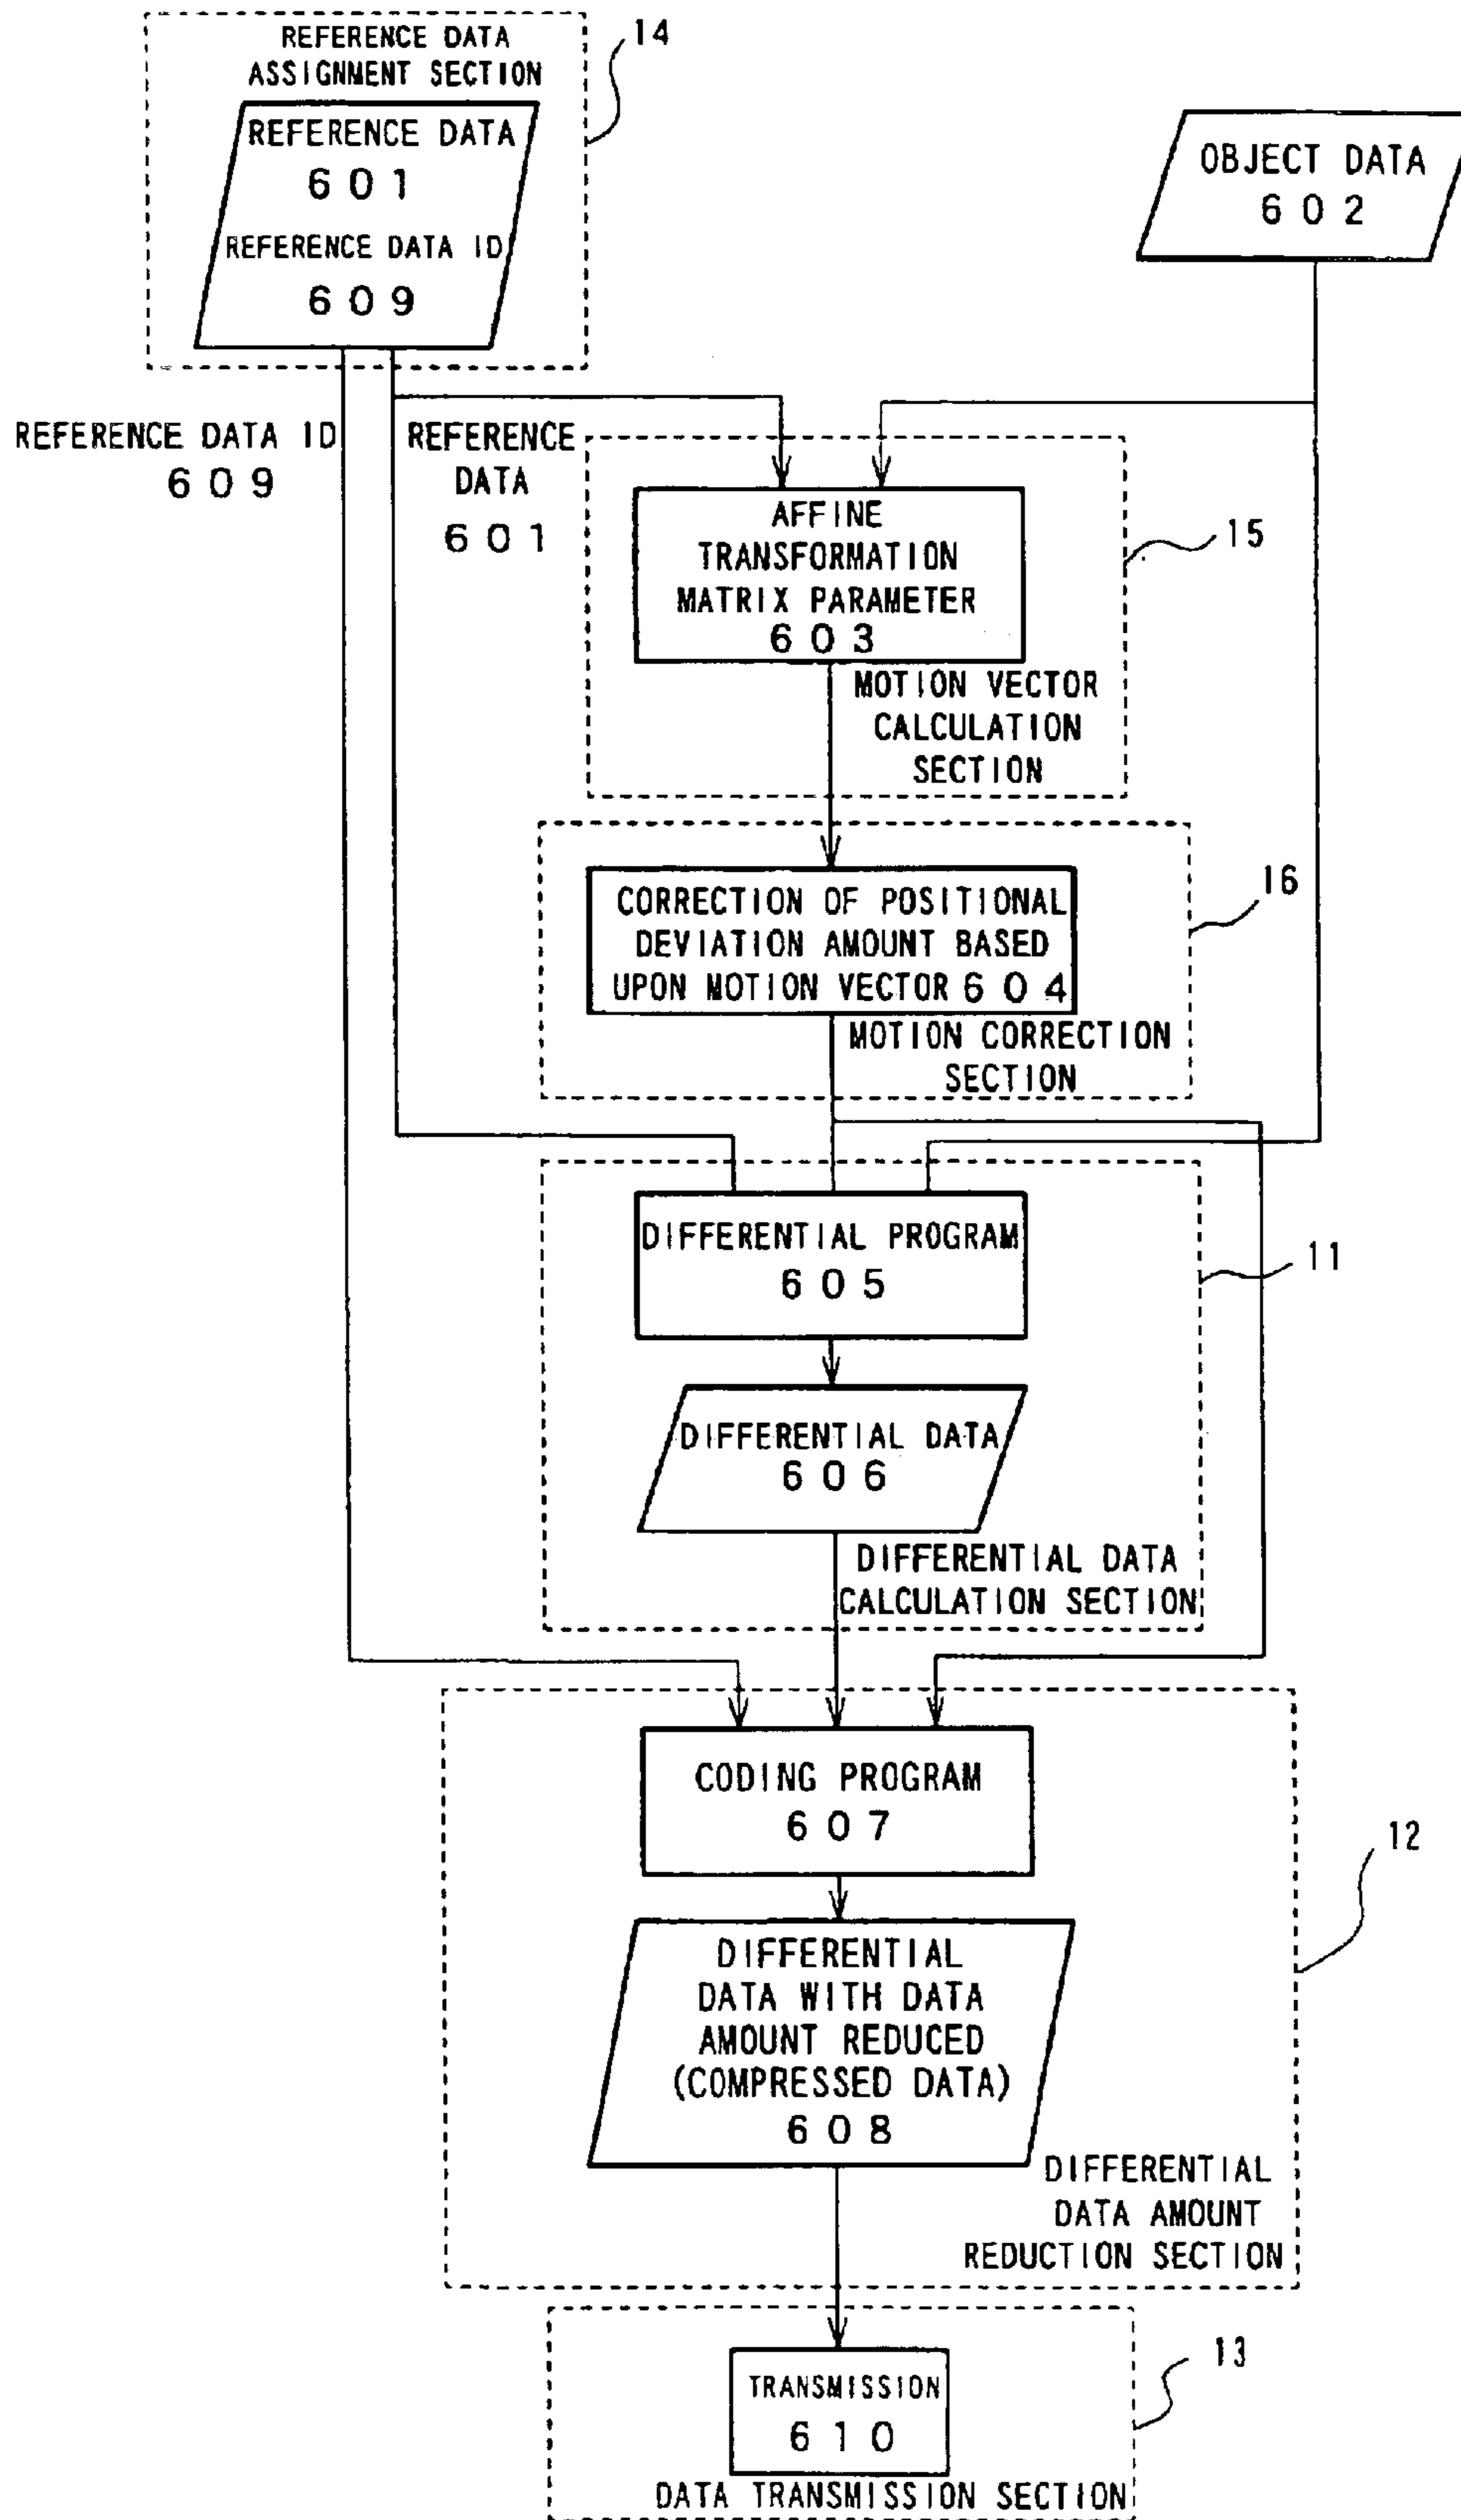 REFERENCE DATA
ASSIGNMENT SECTION
14
REFERENCE DATA
601
REFERENCE DATA ID
609
OBJECT DATA
602
REFERENCE DATA ID
609
REFERENCE
DATA
601
AFFINE
TRANSFORMATION
MATRIX PARAMETER
603
15
MOTION VECTOR
CALCULATION
SECTION
CORRECTION OF POSITIONAL
DEVIATION AMOUNT BASED
UPON MOTION VECTOR 604
16
MOTION CORRECTION
SECTION
DIFFERENTIAL PROGRAM
605
11
DIFFERENTIAL DATA
606
DIFFERENTIAL DATA
CALCULATION SECTION
CODING PROGRAM
607
12
DIFFERENTIAL
DATA WITH DATA
AMOUNT REDUCED
(COMPRESSED DATA)
608
DIFFERENTIAL
DATA AMOUNT
REDUCTION SECTION
13
TRANSMISSION
610
DATA TRANSMISSION SECTION